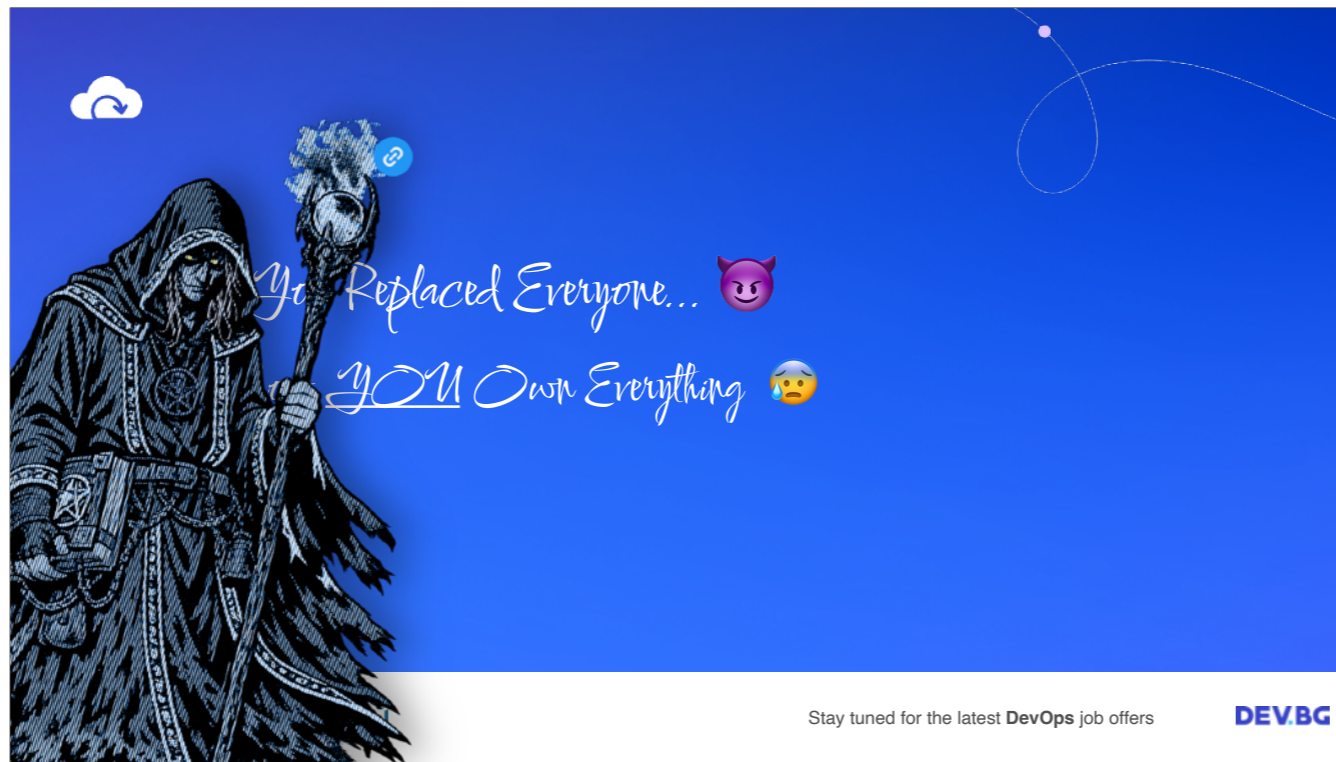 Replaced Everyone... 😈
YOU Own Everything 😰
Stay tuned for the latest DevOps job offers
DEV.BG